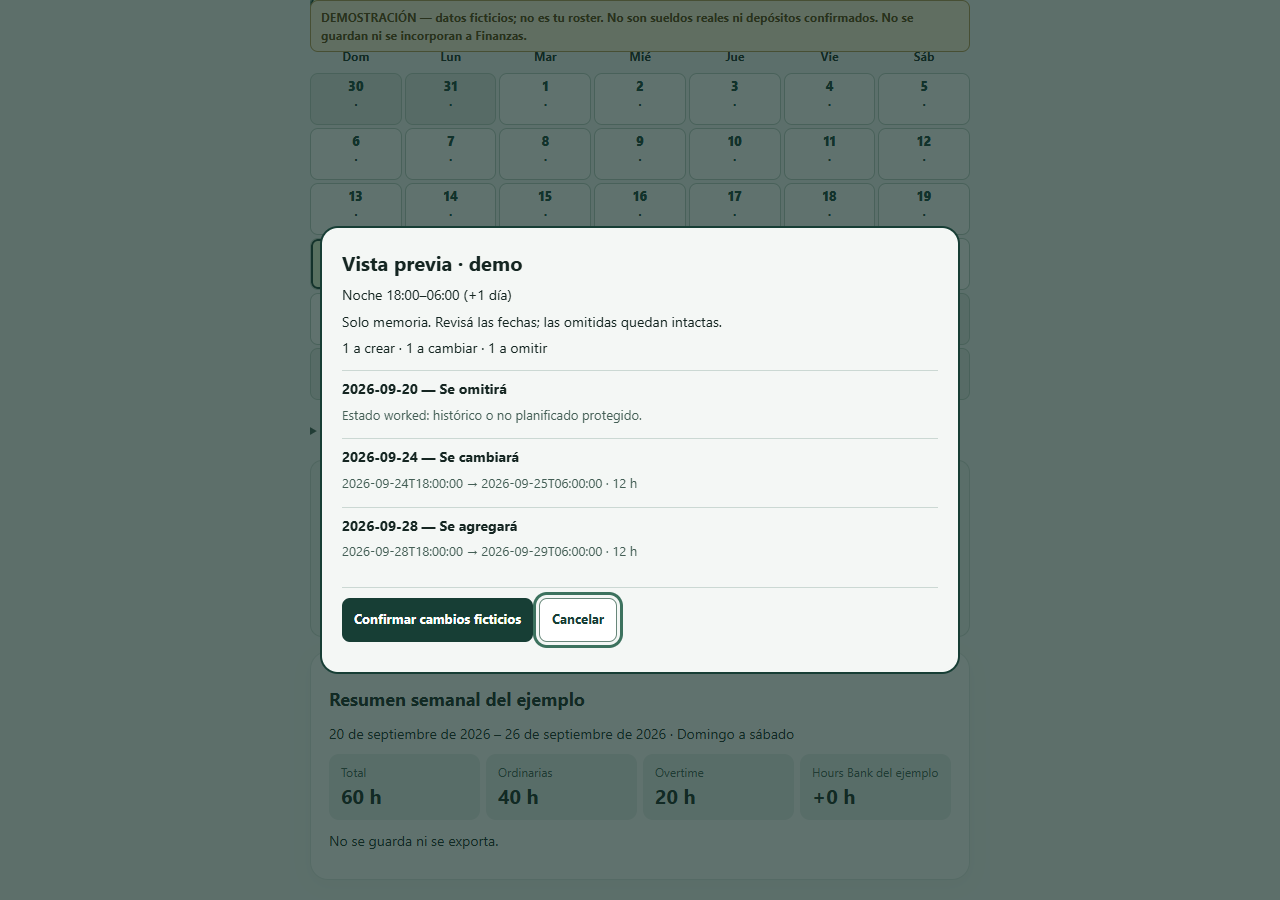 DEMOSTRACIÓN — datos ficticios; no es tu roster. No son sueldos reales ni depósitos confirmados. No se
guardan ni se incorporan a Finanzas.
Dom Lun Mar Mié Jue Vie Sáb
30 31 1 2 3 4 5
6 7 8 9 10 11 12
13 14 15 16 17 18 19
Vista previa · demo
Noche 18:00–06:00 (+1 día)
Solo memoria. Revisá las fechas; las omitidas quedan intactas.
1 a crear · 1 a cambiar · 1 a omitir
2026-09-20 — Se omitirá
Estado worked: histórico o no planificado protegido.
2026-09-24 — Se cambiará
2026-09-24T18:00:00 → 2026-09-25T06:00:00 · 12 h
2026-09-28 — Se agregará
2026-09-28T18:00:00 → 2026-09-29T06:00:00 · 12 h
Confirmar cambios ficticios Cancelar
Resumen semanal del ejemplo
20 de septiembre de 2026 – 26 de septiembre de 2026 · Domingo a sábado
Total Ordinarias Overtime Hours Bank del ejemplo
60 h 40 h 20 h +0 h
No se guarda ni se exporta.